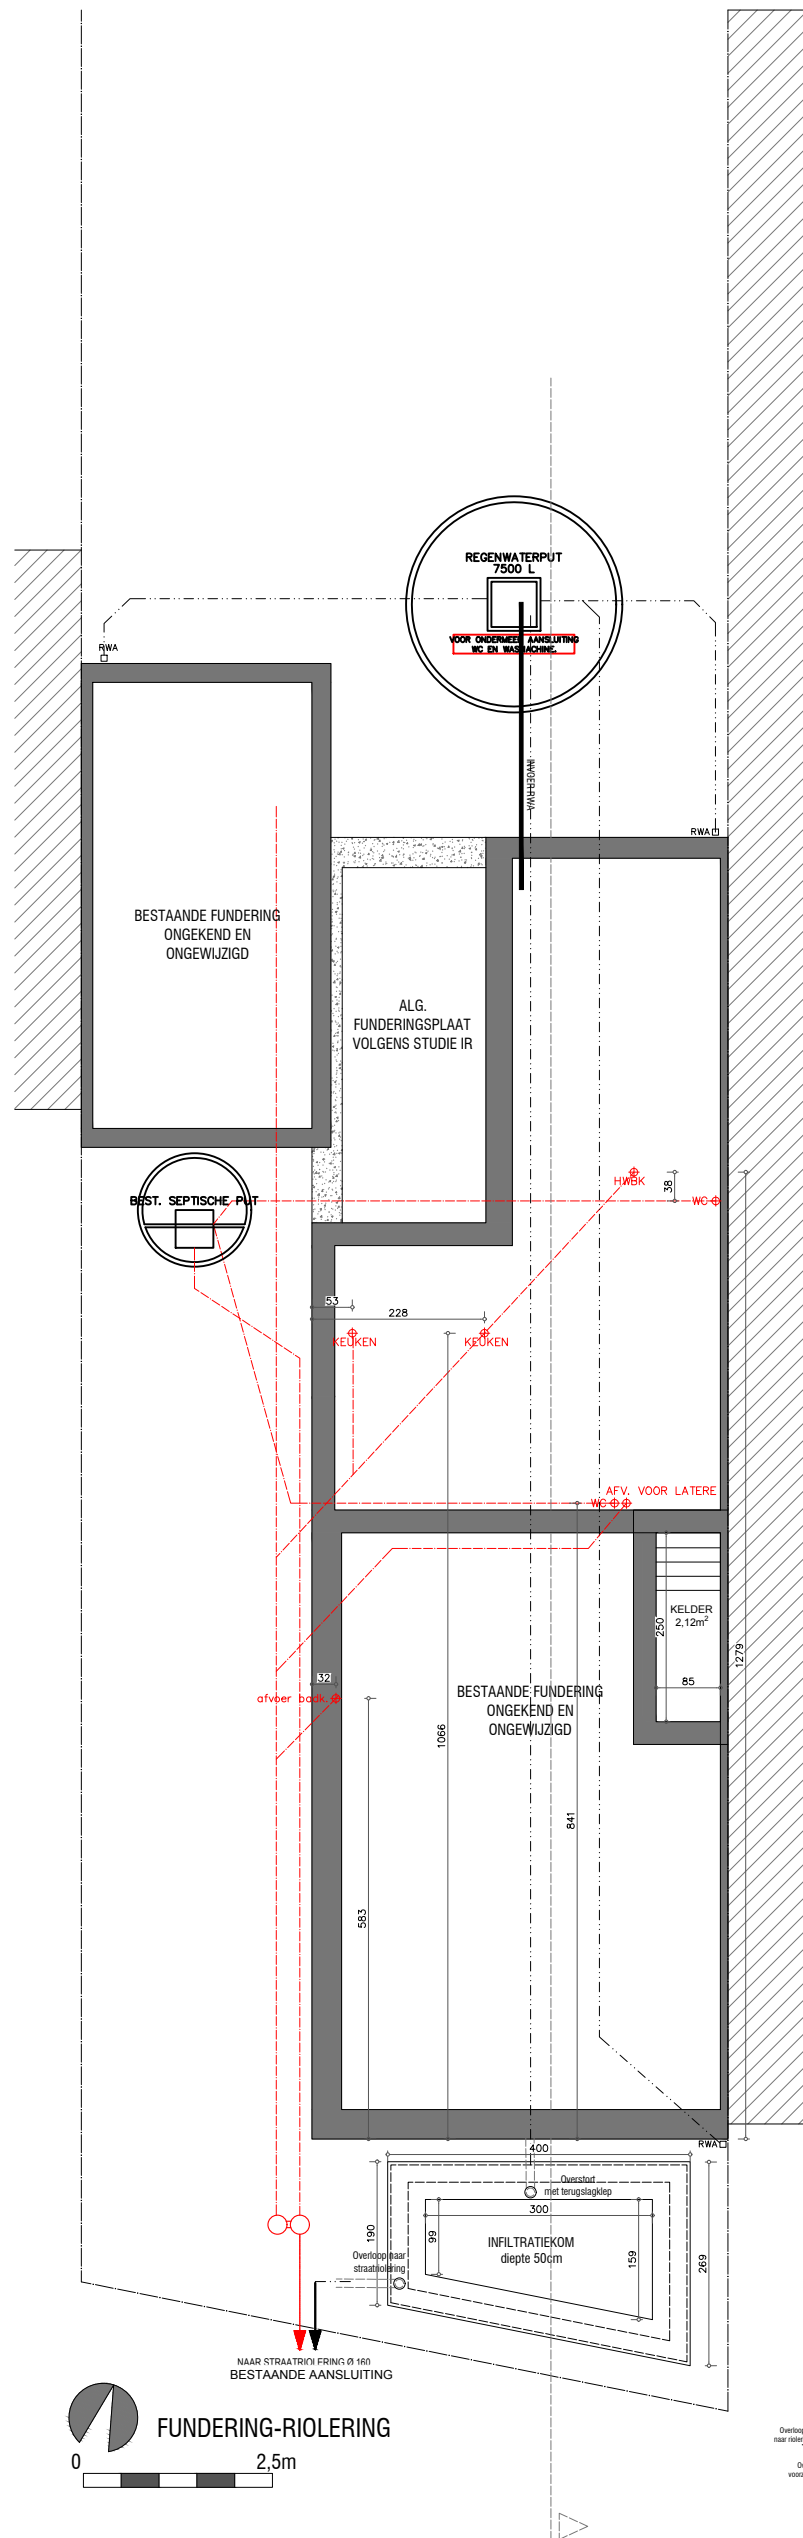 REGENWATERPUT
7500 L
VOOR ONDERMEER AANSLUITING
WC EN WASMACHINE.
RWA
INVOER RWA
RWA
BESTAANDE FUNDERING
ONGEKEND EN
ONGEWIJZIGD
ALG.
FUNDERINGSPLAAT
VOLGENS STUDIE IR
HWBK
38
WC
BEST. SEPTISCHE PUT
53
228
KEUKEN
KEUKEN
AFV. VOOR LATERE
WC
KELDER
2,12m²
250
85
1279
32
afvoer badk.
BESTAANDE FUNDERING
ONGEKEND EN
ONGEWIJZIGD
1066
841
583
RWA
400
Overstort
met terugslagklep
300
190
99
INFILTRATIEKOM
diepte 50cm
159
269
Overloop naar
straatriolering
NAAR STRAATRIOLERING Ø 160
BESTAANDE AANSLUITING
FUNDERING-RIOLERING
0 2,5m
Overloop